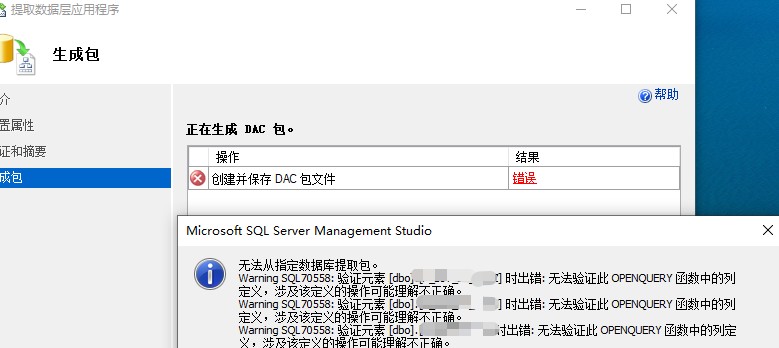 提取数据层应用程序
生成包
介
帮助
置属性
正在生成 DAC 包。
证和摘要
操作 结果
成包
创建并保存 DAC 包文件 错误
Microsoft SQL Server Management Studio
无法从指定数据库提取包。
Warning SQL70558: 验证元素 [dbo]. ] 时出错: 无法验证此 OPENQUERY 函数中的列
定义，涉及该定义的操作可能理解不正确。
Warning SQL70558: 验证元素 [dbo]. 时出错: 无法验证此 OPENQUERY 函数中的列
定义，涉及该定义的操作可能理解不正确。
Warning SQL70558: 验证元素 [dbo]. 时出错: 无法验证此 OPENQUERY 函数中的列定
义，涉及该定义的操作可能理解不正确。